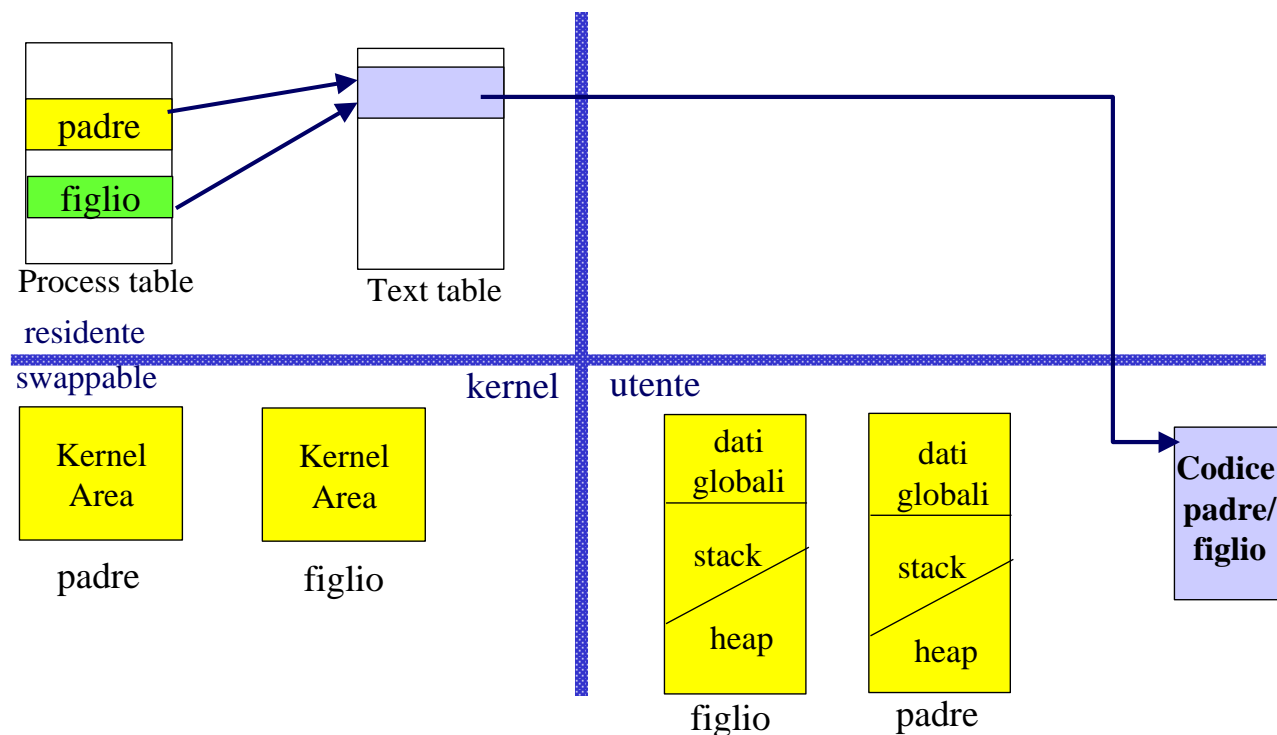 padre
figlio
Process table
Text table
residente
swappable
kernel
utente
Kernel
Area
padre
Kernel
Area
figlio
dati
globali
stack
heap
figlio
dati
globali
stack
heap
padre
Codice
padre/
figlio